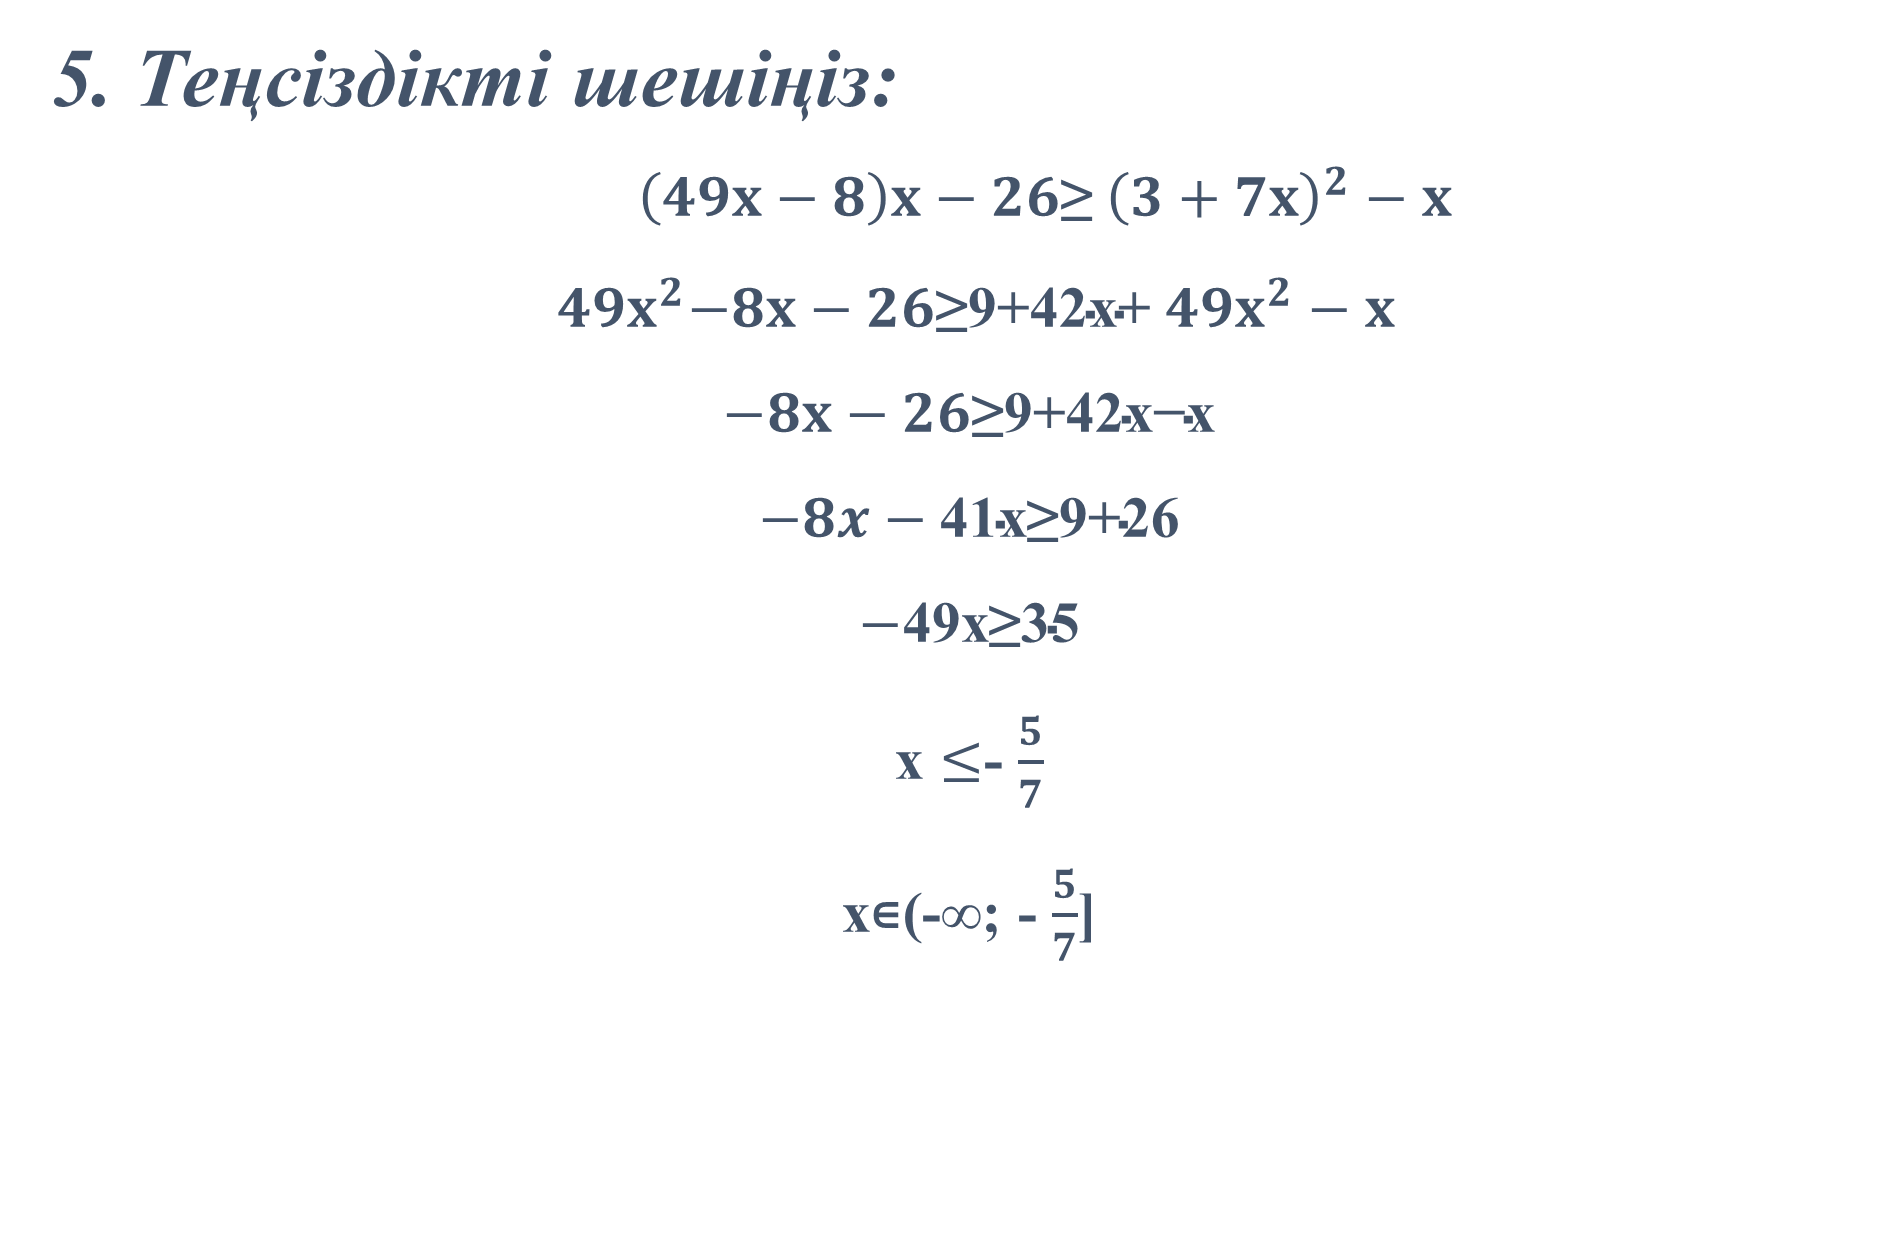 5. Теңсіздікті шешіңіз:
(49x − 8)x − 26≥ (3 + 7x)² − x
49x²−8x − 26≥9+42x+ 49x² − x
−8x − 26≥9+42x−x
−8x − 41x≥9+26
−49x≥35
x ≤- 5/7
x∊(-∞; - 5/7]